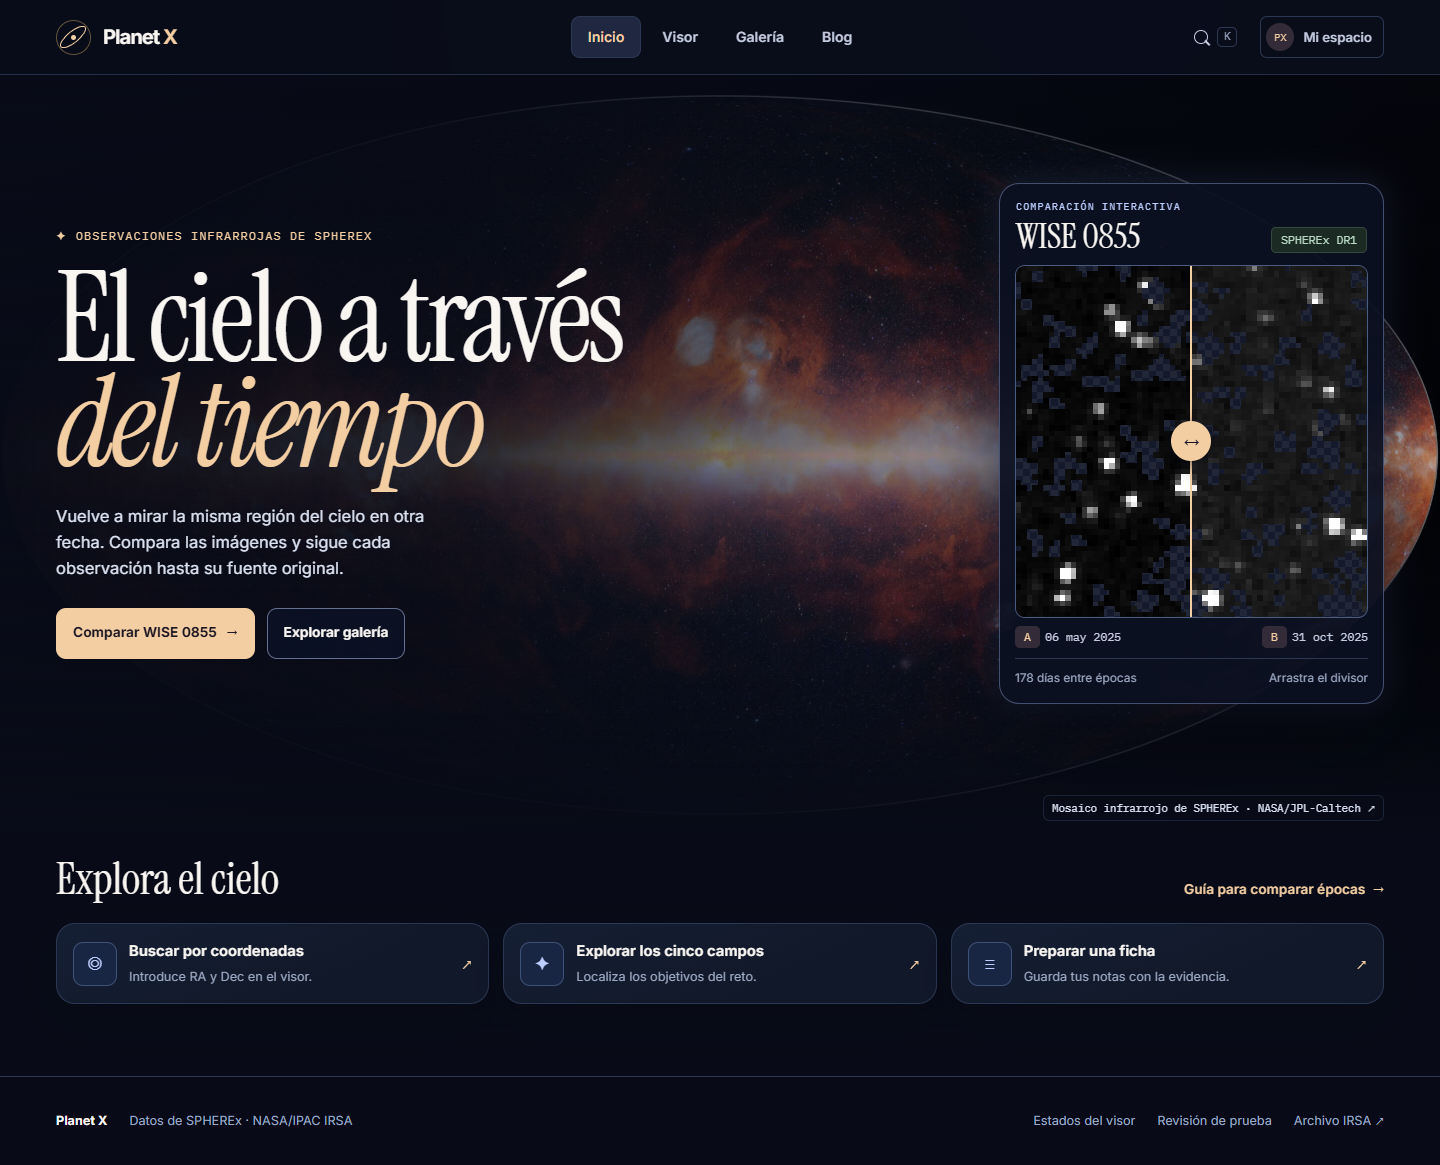 Planet X
Inicio
Visor
Galería
Blog
K
PX
Mi espacio
✦ OBSERVACIONES INFRARROJAS DE SPHEREX
El cielo a través
del tiempo
Vuelve a mirar la misma región del cielo en otra
fecha. Compara las imágenes y sigue cada
observación hasta su fuente original.
Comparar WISE 0855 →
Explorar galería
COMPARACIÓN INTERACTIVA
WISE 0855
SPHEREx DR1
↔
A 06 may 2025
B 31 oct 2025
178 días entre épocas
Arrastra el divisor
Mosaico infrarrojo de SPHEREx · NASA/JPL-Caltech ↗
Explora el cielo
Guía para comparar épocas →
Buscar por coordenadas
Introduce RA y Dec en el visor.
↗
Explorar los cinco campos
Localiza los objetivos del reto.
↗
Preparar una ficha
Guarda tus notas con la evidencia.
↗
Planet X
Datos de SPHEREx · NASA/IPAC IRSA
Estados del visor
Revisión de prueba
Archivo IRSA ↗